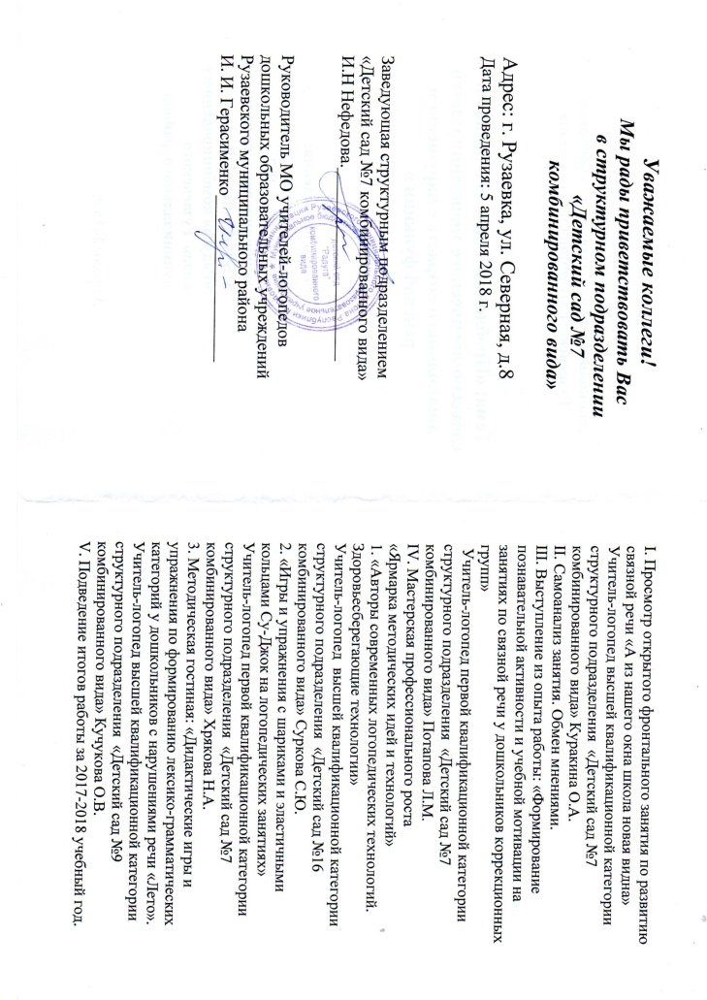 Уважаемые коллеги!
Мы рады приветствовать Вас
в структурном подразделении
«Детский сад №7
комбинированного вида»
Адрес: г. Рузаевка, ул. Северная, д.8
Дата проведения: 5 апреля 2018 г.
Заведующая структурным подразделением
«Детский сад №7 комбинированного вида»
И.Н Нефедова.
"Радуга"
комбинированного
вида
Руководитель МО учителей-логопедов
дошкольных образовательных учреждений
Рузаевского муниципального района
И. И. Герасименко
I. Просмотр открытого фронтального занятия по развитию
связной речи «А из нашего окна школа новая видна»
Учитель-логопед высшей квалификационной категории
структурного подразделения «Детский сад №7
комбинированного вида» Куракина О.А.
II. Самоанализ занятия. Обмен мнениями.
III. Выступление из опыта работы: «Формирование
познавательной активности и учебной мотивации на
занятиях по связной речи у дошкольников коррекционных
групп»
Учитель-логопед первой квалификационной категории
структурного подразделения «Детский сад №7
комбинированного вида» Потапова Л.М.
IV. Мастерская профессионального роста
«Ярмарка методических идей и технологий»
1. «Авторы современных логопедических технологий.
Здоровьесберегающие технологии»
Учитель-логопед высшей квалификационной категории
структурного подразделения «Детский сад №16
комбинированного вида» Суркова С.Ю.
2. «Игры и упражнения с шариками и эластичными
кольцами Су-Джок на логопедических занятиях»
Учитель-логопед первой квалификационной категории
структурного подразделения «Детский сад №7
комбинированного вида» Хрякова Н.А.
3. Методическая гостиная: «Дидактические игры и
упражнения по формированию лексико-грамматических
категорий у дошкольников с нарушениями речи «Лето».
Учитель-логопед высшей квалификационной категории
структурного подразделения «Детский сад №9
комбинированного вида» Кучукова О.В.
V. Подведение итогов работы за 2017-2018 учебный год.